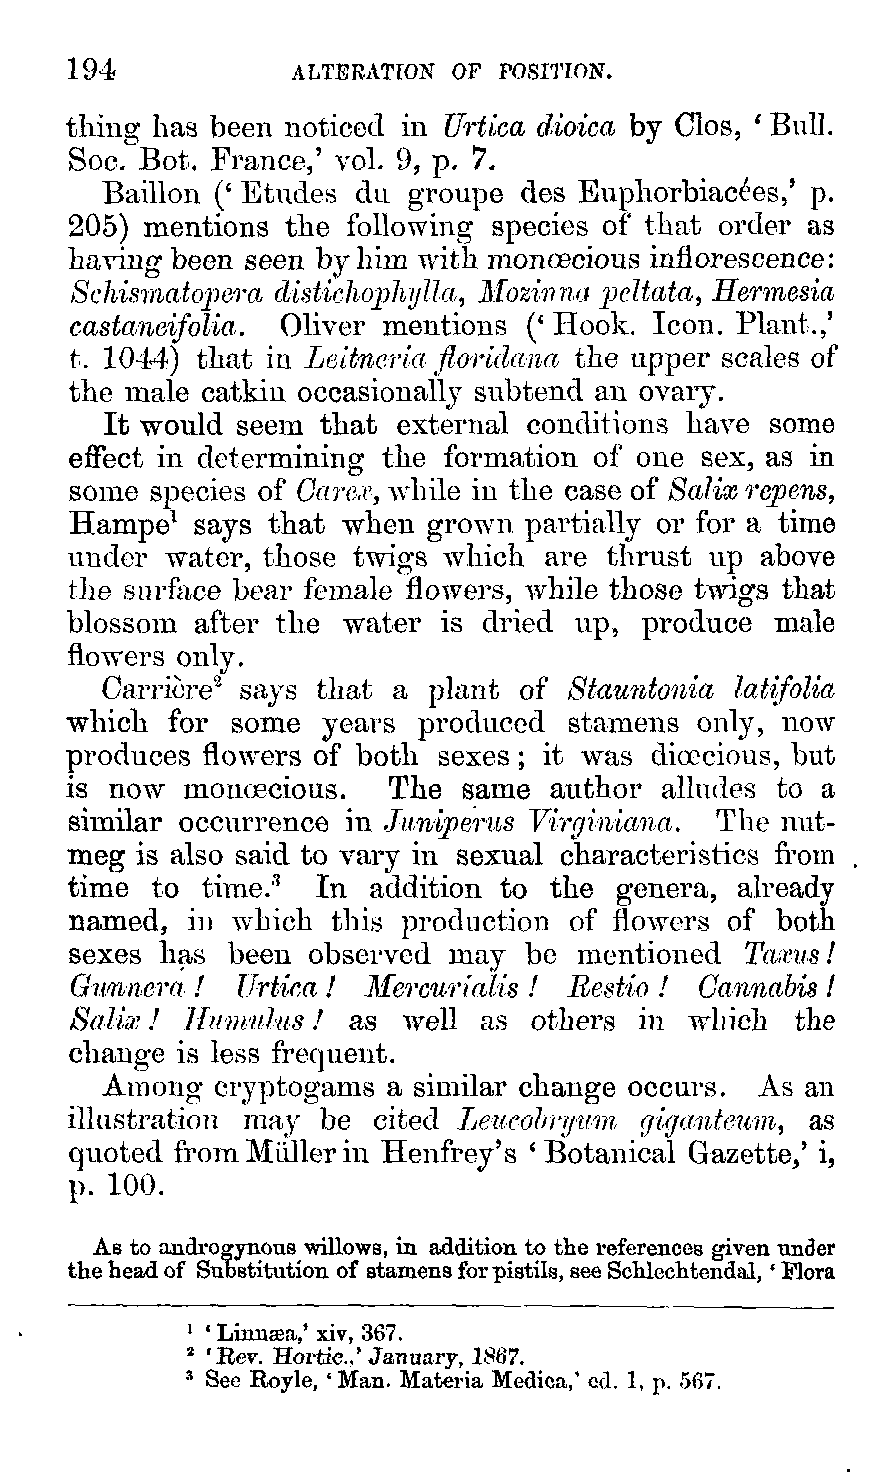 194 ALTERATION OF POSITION.
thing has been noticed in Urtica dioica by Clos, ‘ Bull.
Soc. Bot. France,’ vol. 9, p. 7.
Baillon (‘ Etudes du groupe des Euphorbiacées,’ p.
205) mentions the following species of that order as
having been seen by him with monœcious inflorescence:
Schismatopera distichophylla, Mozinna peltata, Hermesia
castaneifolia. Oliver mentions (‘ Hook. Icon. Plant.,’
t. 1044) that in Leitneria floridana the upper scales of
the male catkin occasionally subtend an ovary.
It would seem that external conditions have some
effect in determining the formation of one sex, as in
some species of Carex, while in the case of Salix repens,
Hampe¹ says that when grown partially or for a time
under water, those twigs which are thrust up above
the surface bear female flowers, while those twigs that
blossom after the water is dried up, produce male
flowers only.
Carrière² says that a plant of Stauntonia latifolia
which for some years produced stamens only, now
produces flowers of both sexes; it was diœcious, but
is now monœcious. The same author alludes to a
similar occurrence in Juniperus Virginiana. The nut-
meg is also said to vary in sexual characteristics from
time to time.³ In addition to the genera, already
named, in which this production of flowers of both
sexes has been observed may be mentioned Taxus!
Gunnera! Urtica! Mercurialis! Restio! Cannabis!
Salix! Humulus! as well as others in which the
change is less frequent.
Among cryptogams a similar change occurs. As an
illustration may be cited Leucobryum giganteum, as
quoted from Müller in Henfrey’s ‘ Botanical Gazette,’ i,
p. 100.
As to androgynous willows, in addition to the references given under
the head of Substitution of stamens for pistils, see Schlechtendal, ‘ Flora
¹ ‘ Linnæa,’ xiv, 367.
² ‘ Rev. Hortic.,’ January, 1867.
³ See Royle, ‘ Man. Materia Medica,’ ed. 1, p. 567.